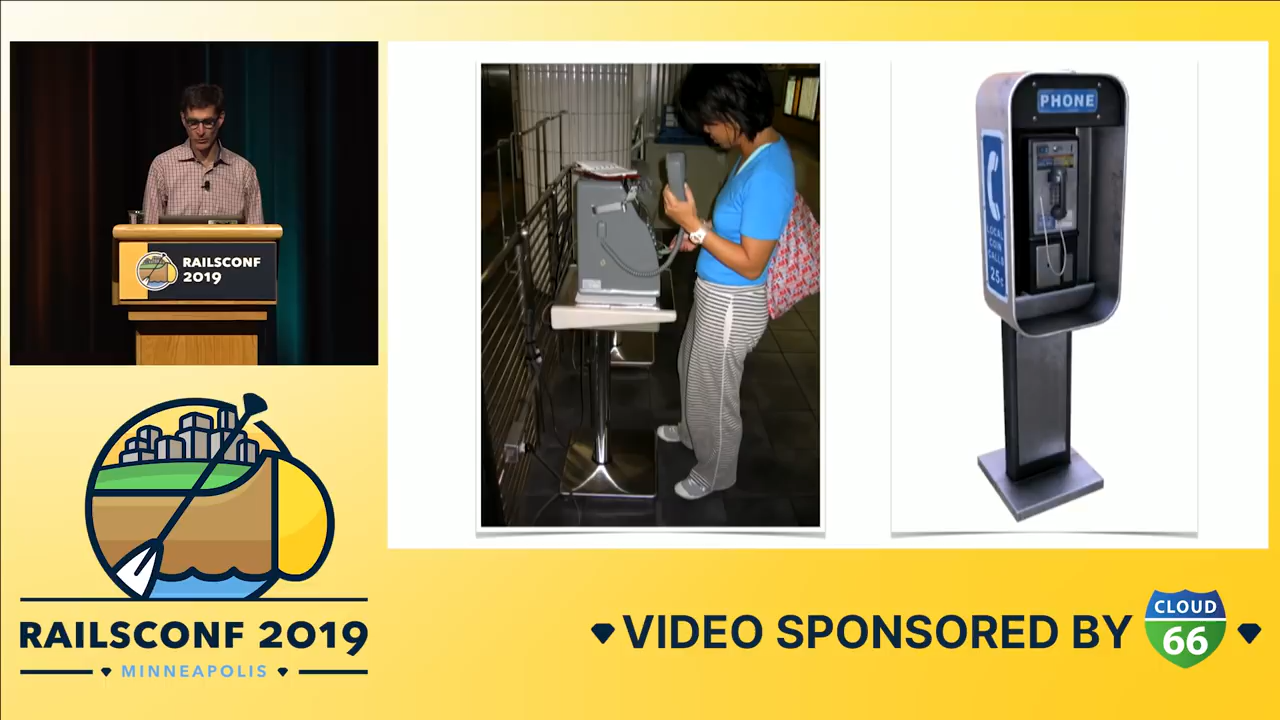 RAILSCONF
2019
PHONE
LOCAL
COIN
CALLS
25¢
RAILSCONF 2019
MINNEAPOLIS
VIDEO SPONSORED BY
CLOUD
66